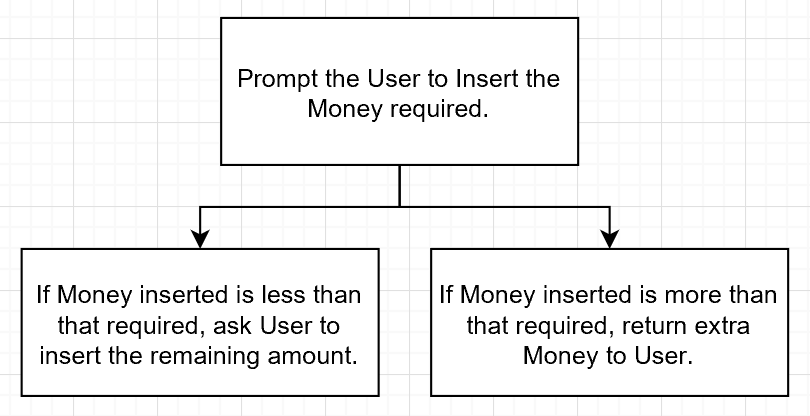 Prompt the User to Insert the
Money required.
If Money inserted is less than
that required, ask User to
insert the remaining amount.
If Money inserted is more than
that required, return extra
Money to User.